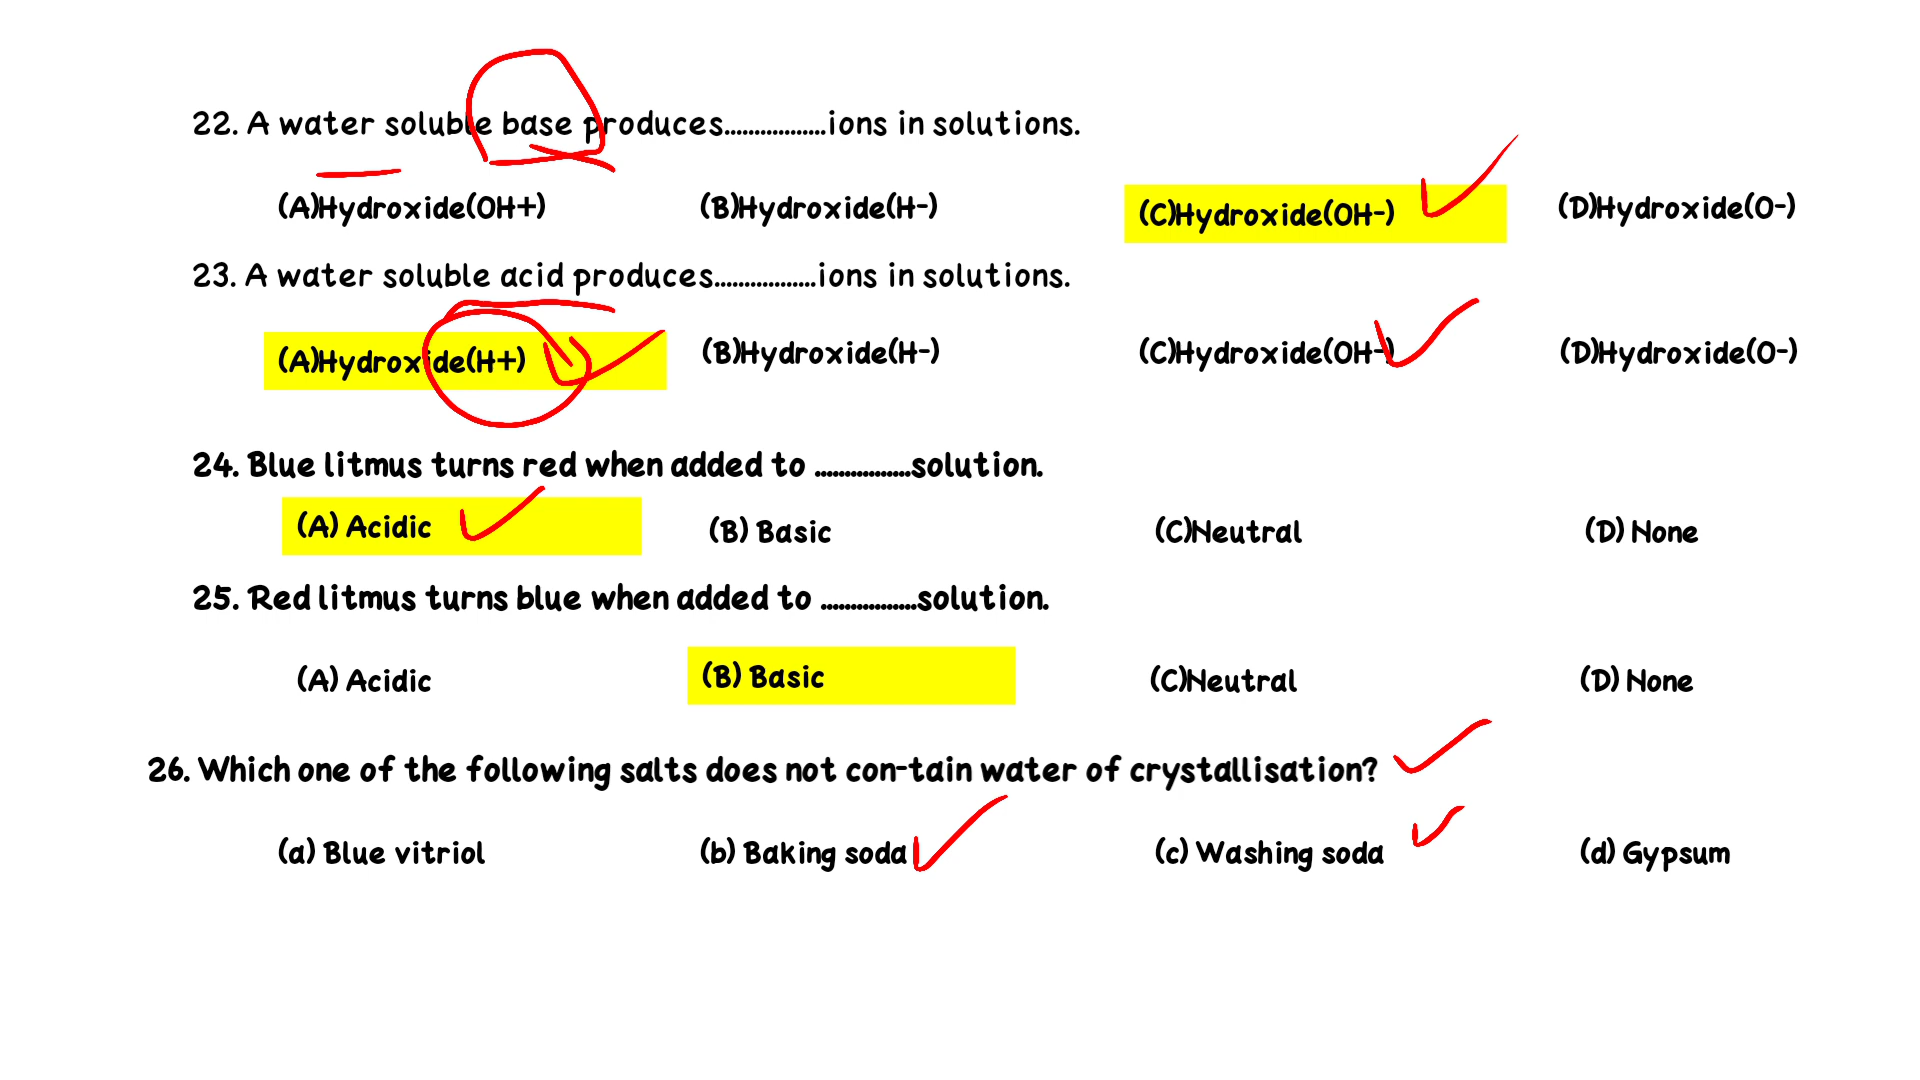 22. A water soluble base produces.................ions in solutions.
(A)Hydroxide(OH+) (B)Hydroxide(H-) (C)Hydroxide(OH-) (D)Hydroxide(O-)
23. A water soluble acid produces.................ions in solutions.
(A)Hydroxide(H+) (B)Hydroxide(H-) (C)Hydroxide(OH-) (D)Hydroxide(O-)
24. Blue litmus turns red when added to ................solution.
(A) Acidic (B) Basic (C)Neutral (D) None
25. Red litmus turns blue when added to ................solution.
(A) Acidic (B) Basic (C)Neutral (D) None
26. Which one of the following salts does not con-tain water of crystallisation?
(a) Blue vitriol (b) Baking soda (c) Washing soda (d) Gypsum